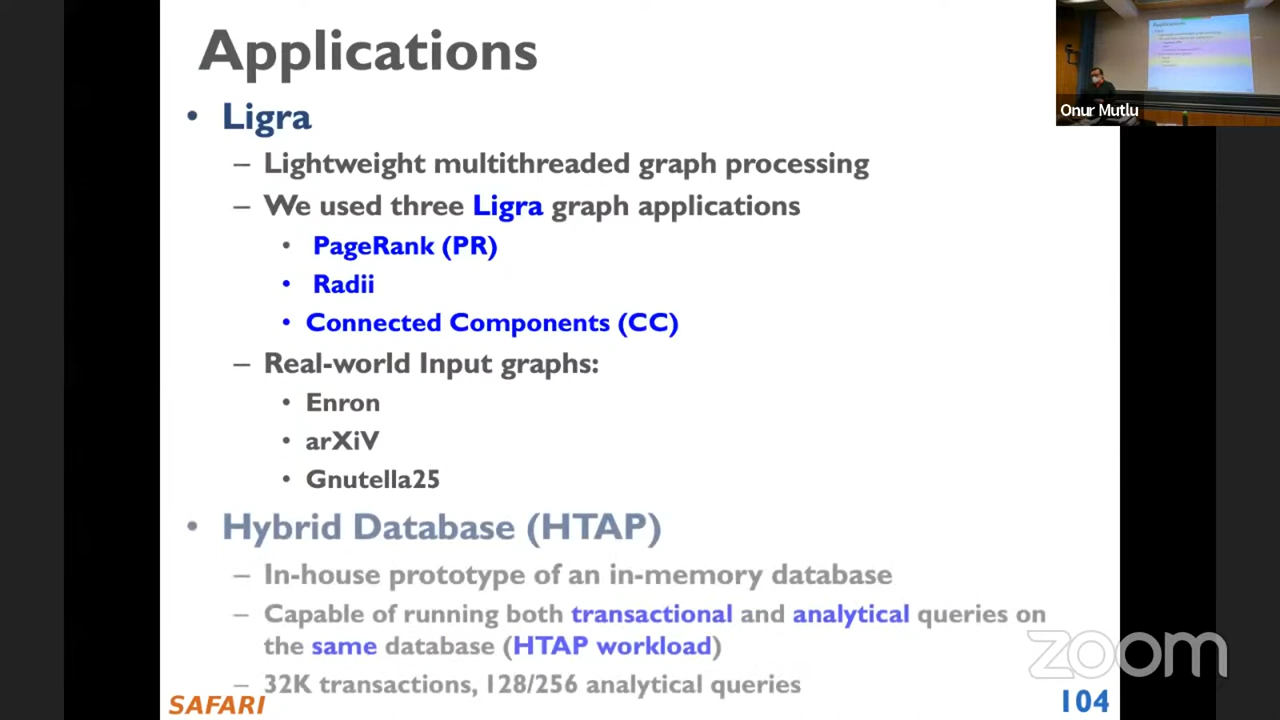 Applications
• Ligra
– Lightweight multithreaded graph processing
– We used three Ligra graph applications
• PageRank (PR)
• Radii
• Connected Components (CC)
– Real-world Input graphs:
• Enron
• arXiV
• Gnutella25
• Hybrid Database (HTAP)
– In-house prototype of an in-memory database
– Capable of running both transactional and analytical queries on
the same database (HTAP workload)
– 32K transactions, 128/256 analytical queries
SAFARI
104
zoom
Onur Mutlu
Applications